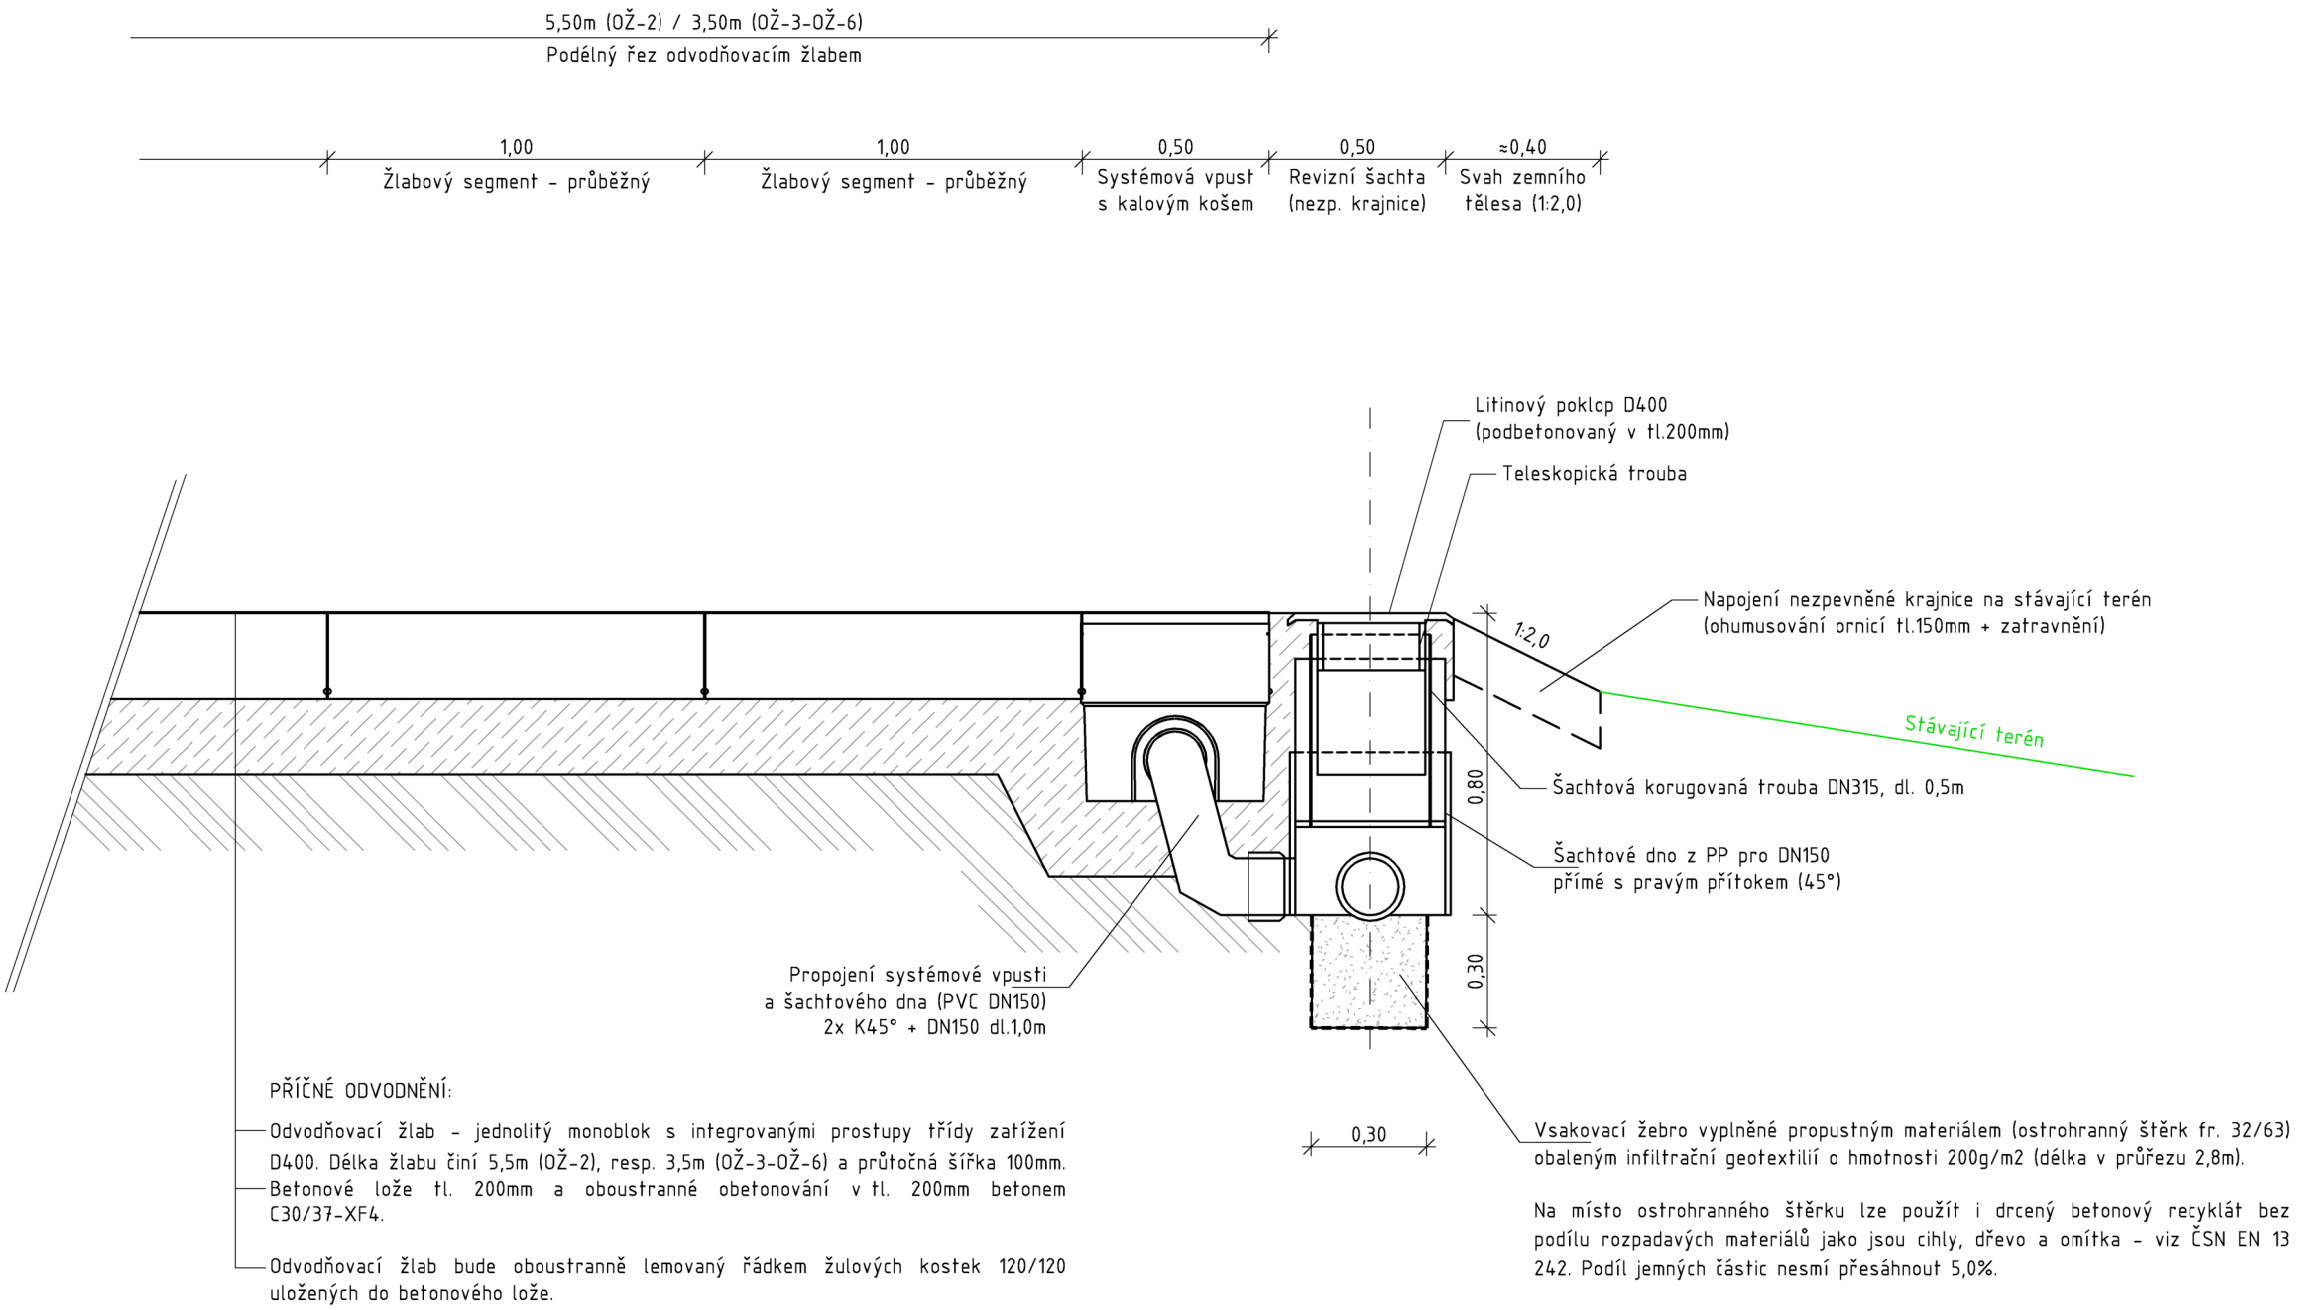 5,50m (OŽ-2) / 3,50m (OŽ-3-OŽ-6)
Podélný řez odvodňovacím žlabem
1,00
1,00
0,50
0,50
≈0,40
Žlabový segment - průběžný
Žlabový segment - průběžný
Systémová vpust
s kalovým košem
Revizní šachta
(nezp. krajnice)
Svah zemního
tělesa (1:2,0)
Litinový poklop D400
(podbetonovaný v tl.200mm)
Teleskopická trouba
Napojení nezpevněné krajnice na stávající terén
(ohumusování ornicí tl.150mm + zatravnění)
1:2,0
Stávající terén
0,80
Šachtová korugovaná trouba DN315, dl. 0,5m
Šachtové dno z PP pro DN150
přímé s pravým přítokem (45°)
0,30
Propojení systémové vpusti
a šachtového dna (PVC DN150)
2x K45° + DN150 dl.1,0m
0,30
PŘÍČNÉ ODVODNĚNÍ:
Odvodňovací žlab - jednolitý monoblok s integrovanými prostupy třídy zatížení
D400. Délka žlabu činí 5,5m (OŽ-2), resp. 3,5m (OŽ-3-OŽ-6) a průtočná šířka 100mm.
Betonové lože tl. 200mm a oboustranné obetonování v tl. 200mm betonem
C30/37-XF4.
Odvodňovací žlab bude oboustranně lemovaný řádkem žulových kostek 120/120
uložených do betonového lože.
Vsakovací žebro vyplněné propustným materiálem (ostrohranný štěrk fr. 32/63)
obaleným infiltrační geotextilií o hmotnosti 200g/m2 (délka v průřezu 2,8m).
Na místo ostrohranného štěrku lze použít i drcený betonový recyklát bez
podílu rozpadavých materiálů jako jsou cihly, dřevo a omítka - viz ČSN EN 13
242. Podíl jemných částic nesmí přesáhnout 5,0%.